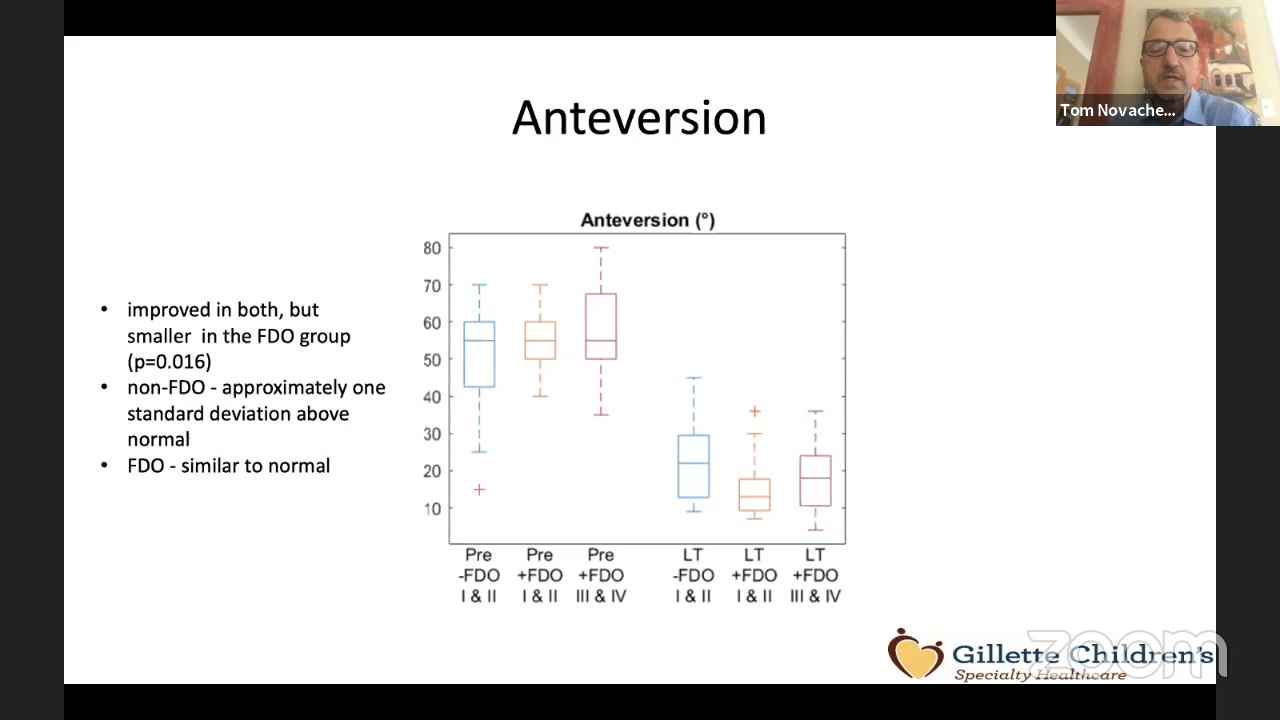 Tom Novache...
Anteversion
• improved in both, but
smaller in the FDO group
(p=0.016)
• non-FDO - approximately one
standard deviation above
normal
• FDO - similar to normal
Anteversion (°)
80
70
60
50
40
30
20
10
Pre Pre Pre LT LT LT
-FDO +FDO +FDO -FDO +FDO +FDO
I & II I & II III & IV I & II I & II III & IV
Gillette Children's
Specialty Healthcare
zoom